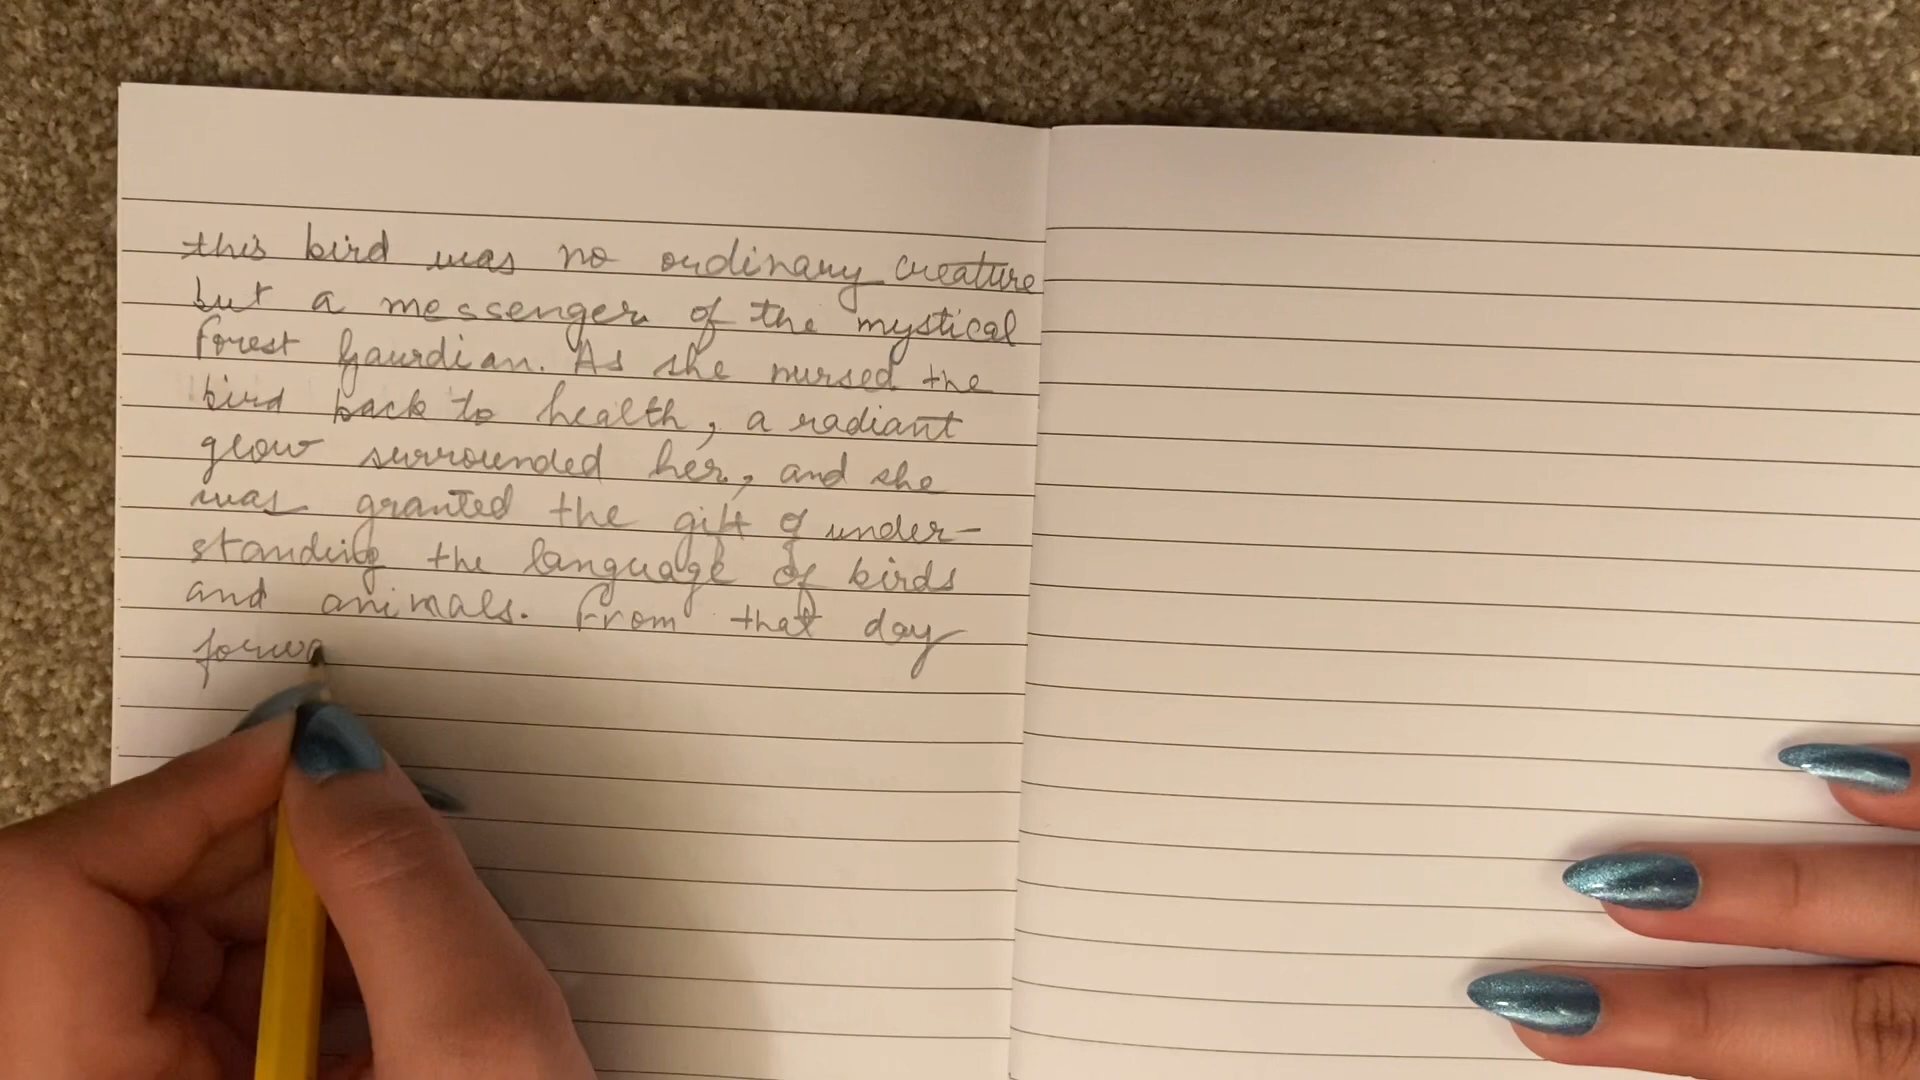 this bird was no ordinary creature
but a messenger of the mystical
forest gaurdian. As she nursed the
bird back to health, a radiant
glow surrounded her, and she
was granted the gift of under-
standing the language of birds
and animals. From that day
forwa